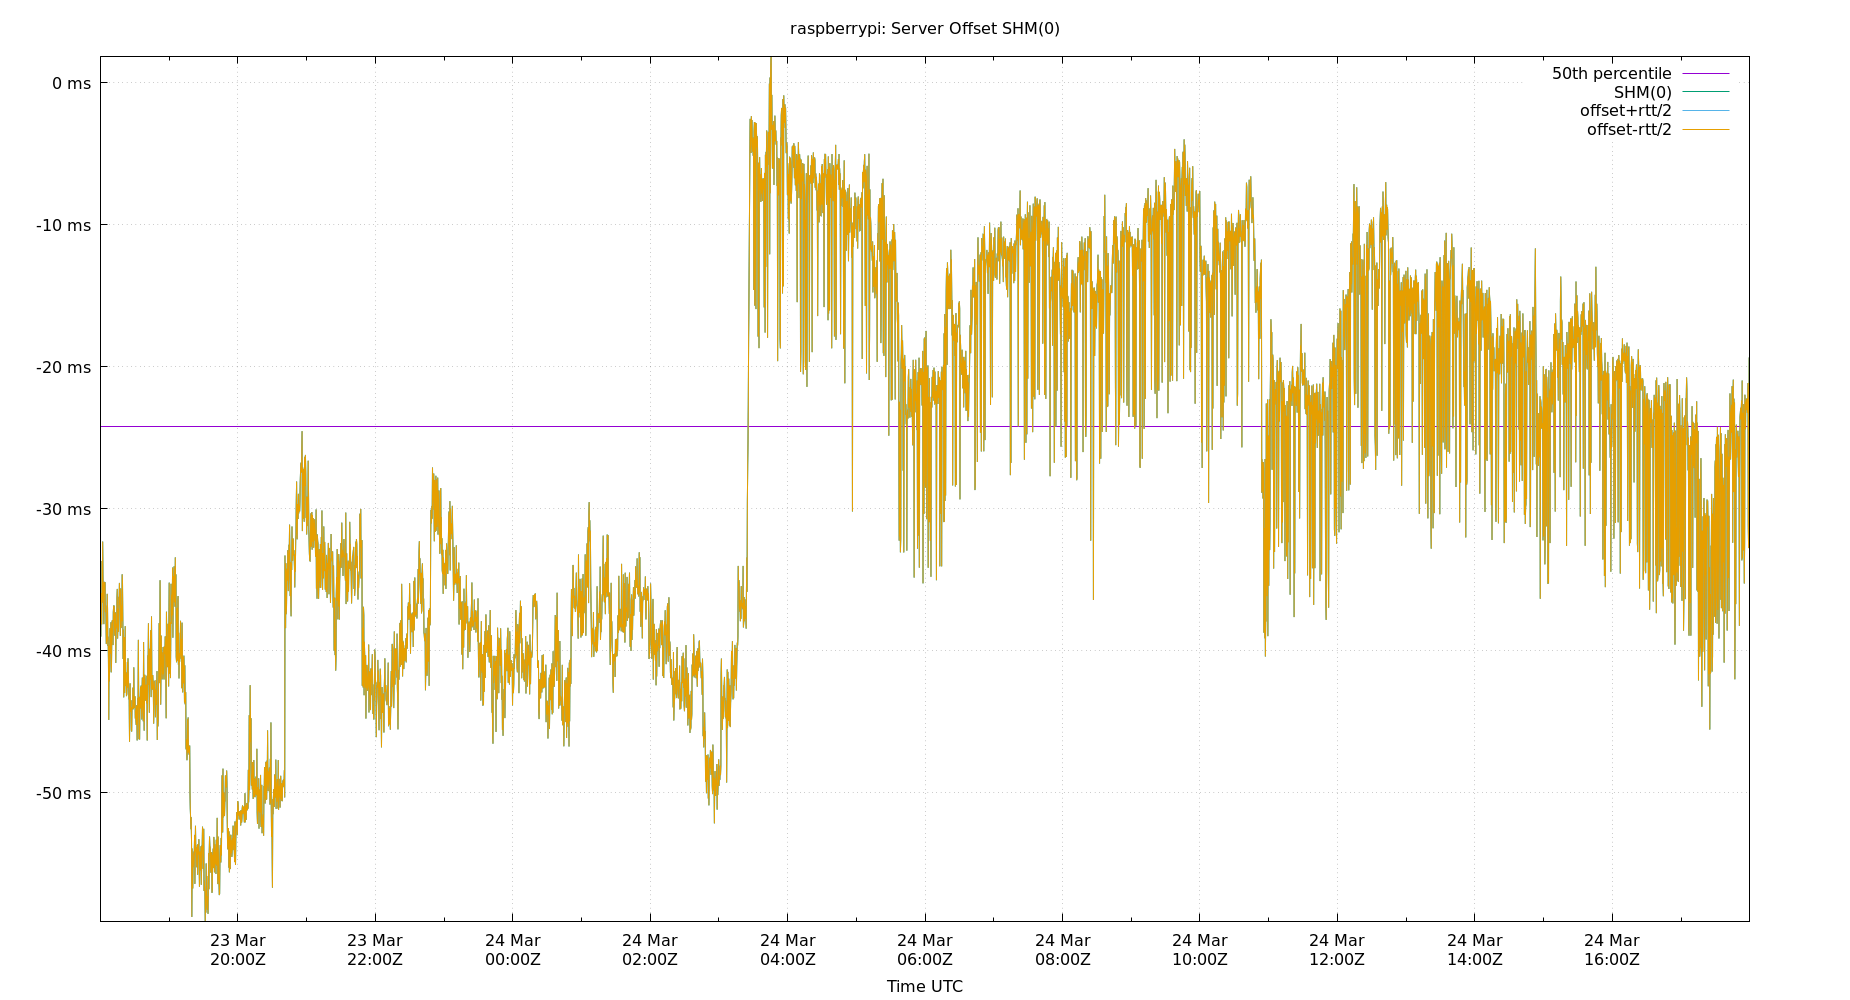 raspberrypi: Server Offset SHM(0)
50th percentile
SHM(0)
offset+rtt/2
offset-rtt/2
0 ms
-10 ms
-20 ms
-30 ms
-40 ms
-50 ms
23 Mar 23 Mar 24 Mar 24 Mar 24 Mar 24 Mar 24 Mar 24 Mar 24 Mar 24 Mar 24 Mar
20:00Z 22:00Z 00:00Z 02:00Z 04:00Z 06:00Z 08:00Z 10:00Z 12:00Z 14:00Z 16:00Z
Time UTC